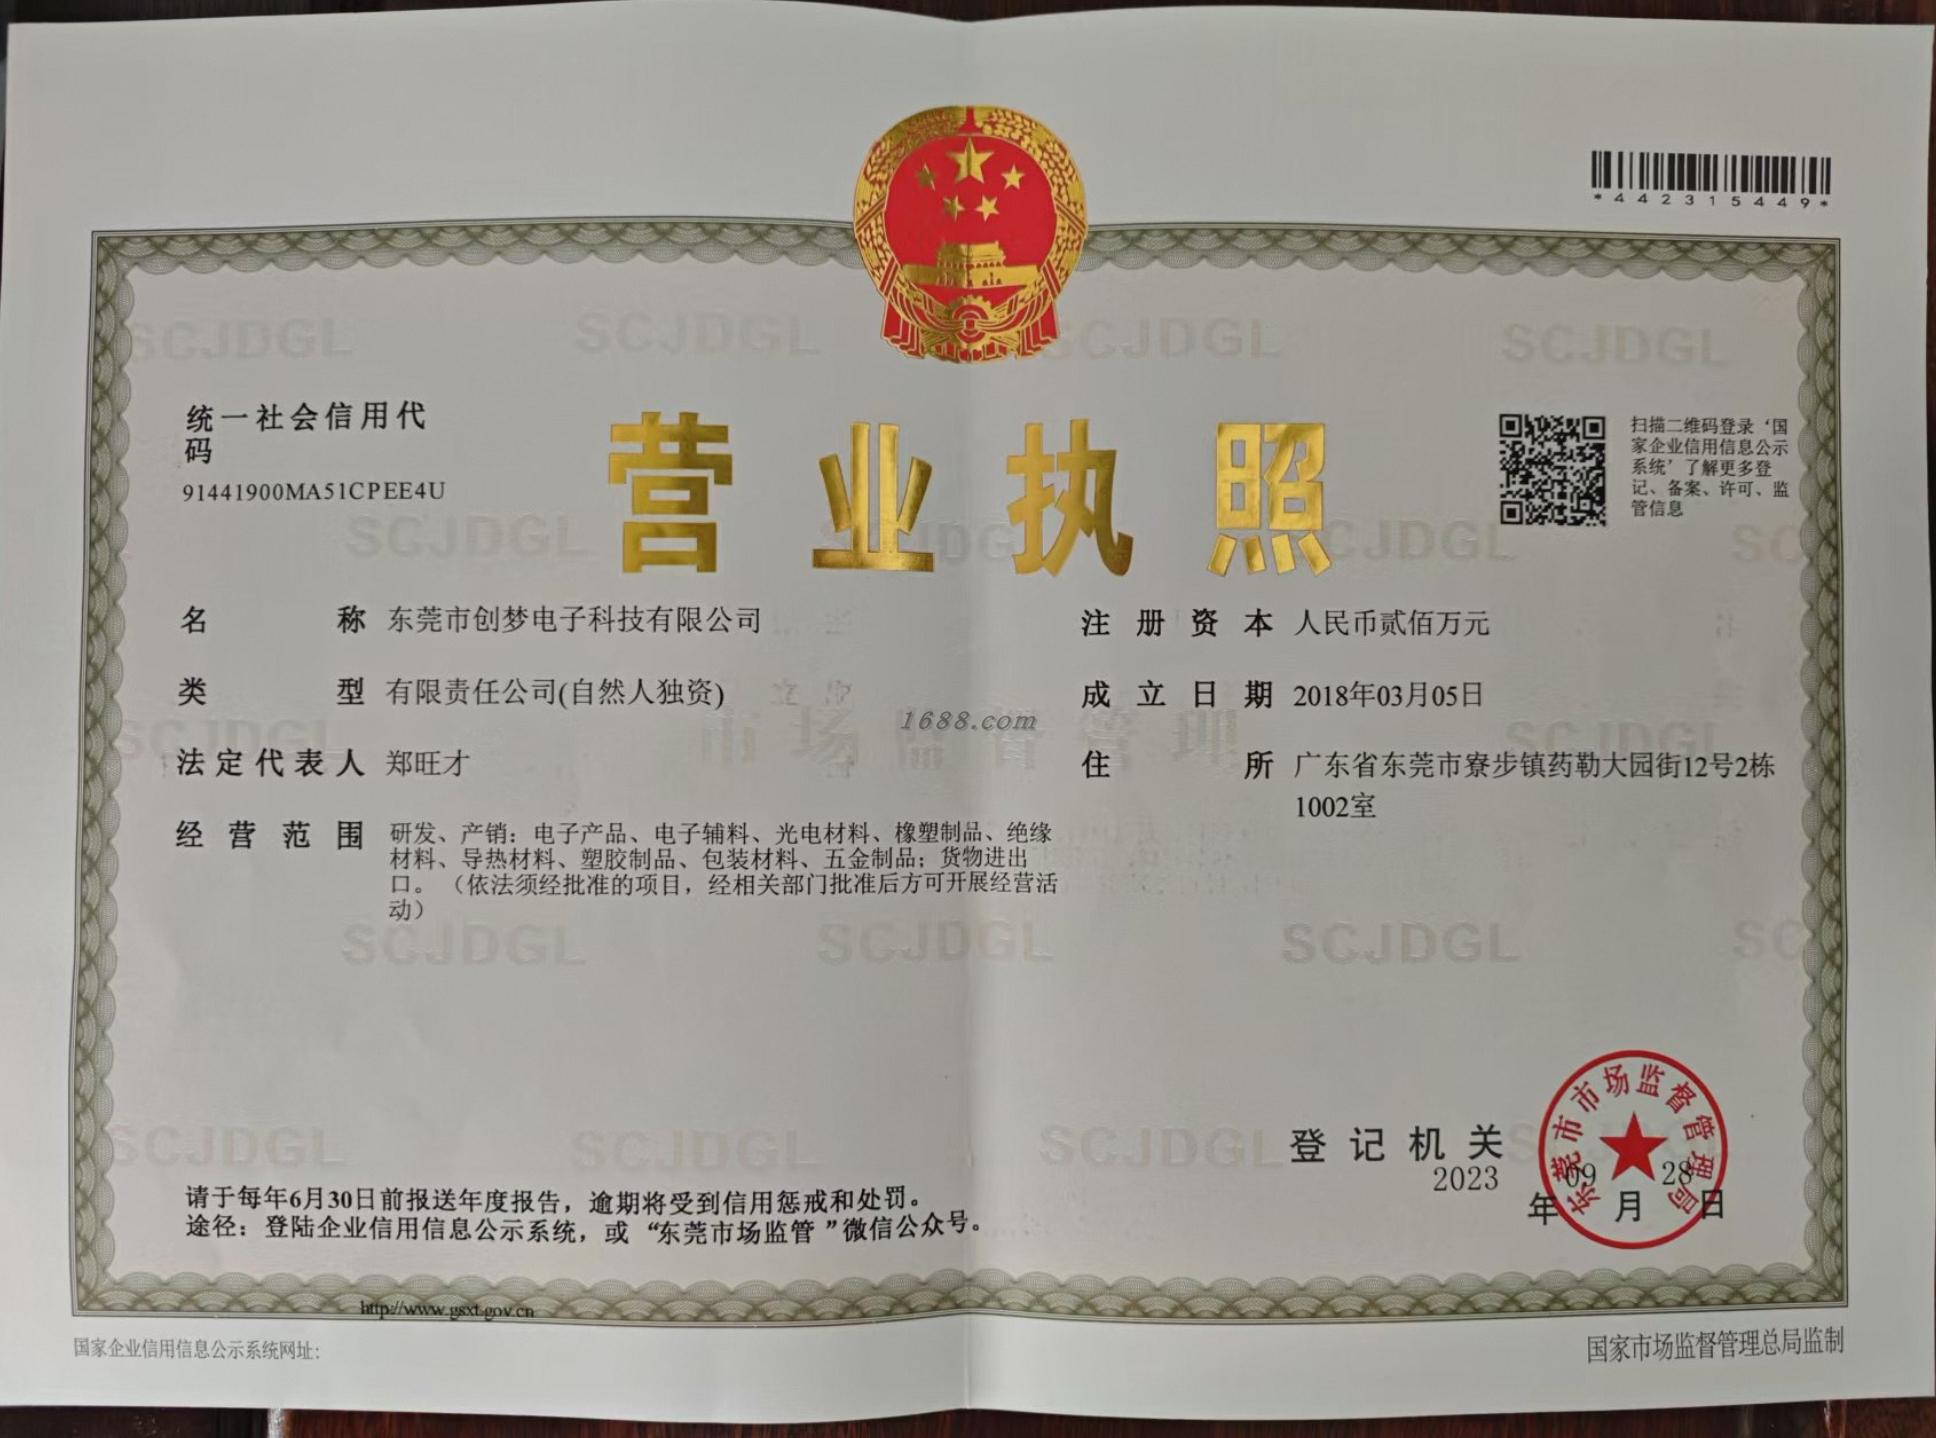 *442315449*
统一社会信用代
码
91441900MA51CPEE4U
营业执照
扫描二维码登录‘国
家企业信用信息公示
系统’了解更多登
记、备案、许可、监
管信息
名称 东莞市创梦电子科技有限公司
类型 有限责任公司(自然人独资)
法定代表人 郑旺才
经营范围 研发、产销：电子产品、电子辅料、光电材料、橡塑制品、绝缘
材料、导热材料、塑胶制品、包装材料、五金制品；货物进出
口。（依法须经批准的项目，经相关部门批准后方可开展经营活
动）
注册资本 人民币贰佰万元
成立日期 2018年03月05日
住所 广东省东莞市寮步镇药勒大园街12号2栋
1002室
1688.com
SCJDGL
市场监督管理
登记机关
东莞市市场监督管理局
2023年09月28日
请于每年6月30日前报送年度报告，逾期将受到信用惩戒和处罚。
途径：登陆企业信用信息公示系统，或“东莞市场监管”微信公众号。
http://www.gsxt.gov.cn
国家企业信用信息公示系统网址：
国家市场监督管理总局监制